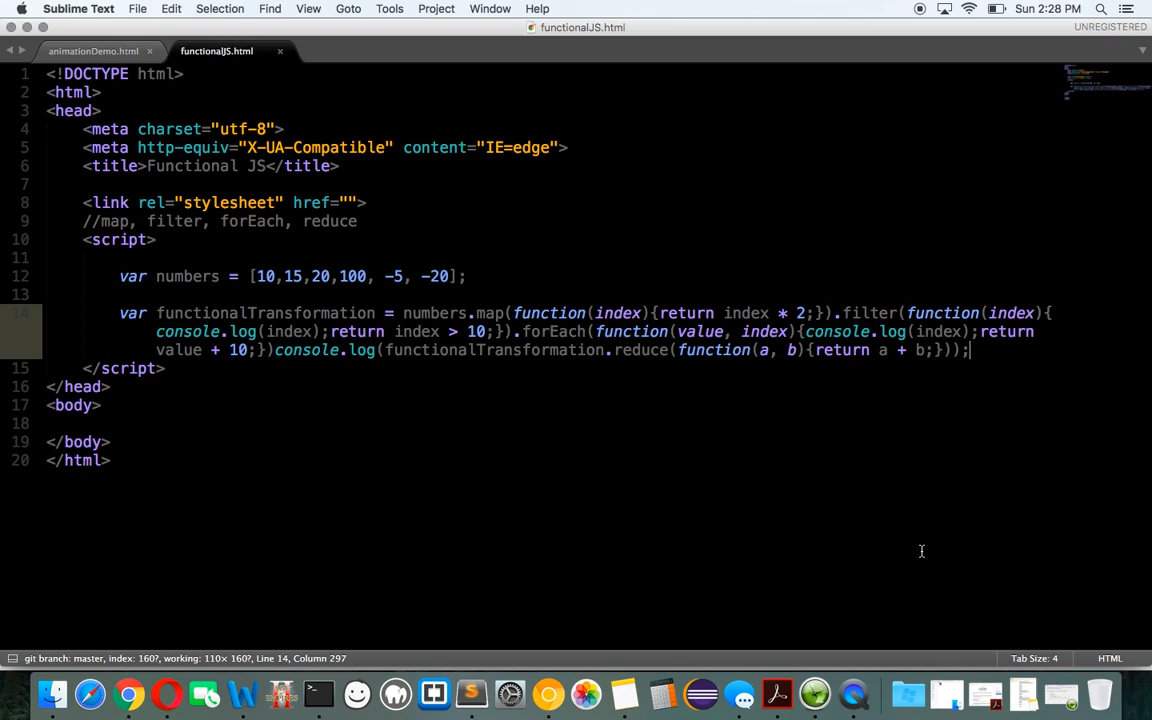 Sublime Text File Edit Selection Find View Goto Tools Project Window Help Sun 2:28 PM
functionalJS.html UNREGISTERED
animationDemo.html × functionalJS.html ×
1 <!DOCTYPE html>
2 <html>
3 <head>
4 <meta charset="utf-8">
5 <meta http-equiv="X-UA-Compatible" content="IE=edge">
6 <title>Functional JS</title>
7
8 <link rel="stylesheet" href="">
9 //map, filter, forEach, reduce
10 <script>
11
12 var numbers = [10,15,20,100, -5, -20];
13
14 var functionalTransformation = numbers.map(function(index){return index * 2;}).filter(function(index){
console.log(index);return index > 10;}).forEach(function(value, index){console.log(index);return
value + 10;})console.log(functionalTransformation.reduce(function(a, b){return a + b;}));
15 </script>
16 </head>
17 <body>
18
19 </body>
20 </html>
git branch: master, index: 160?, working: 110× 160?, Line 14, Column 297 Tab Size: 4 HTML